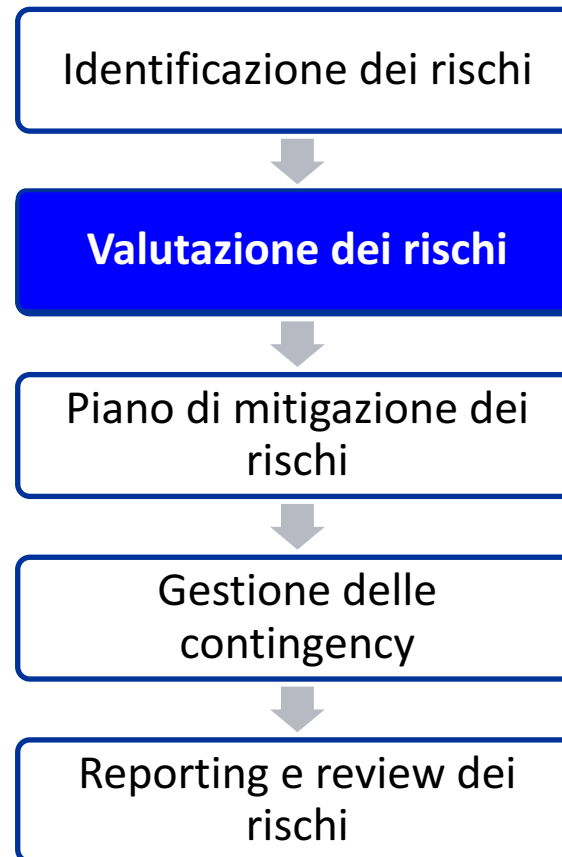 Identificazione dei rischi
Valutazione dei rischi
Piano di mitigazione dei
rischi
Gestione delle
contingency
Reporting e review dei
rischi